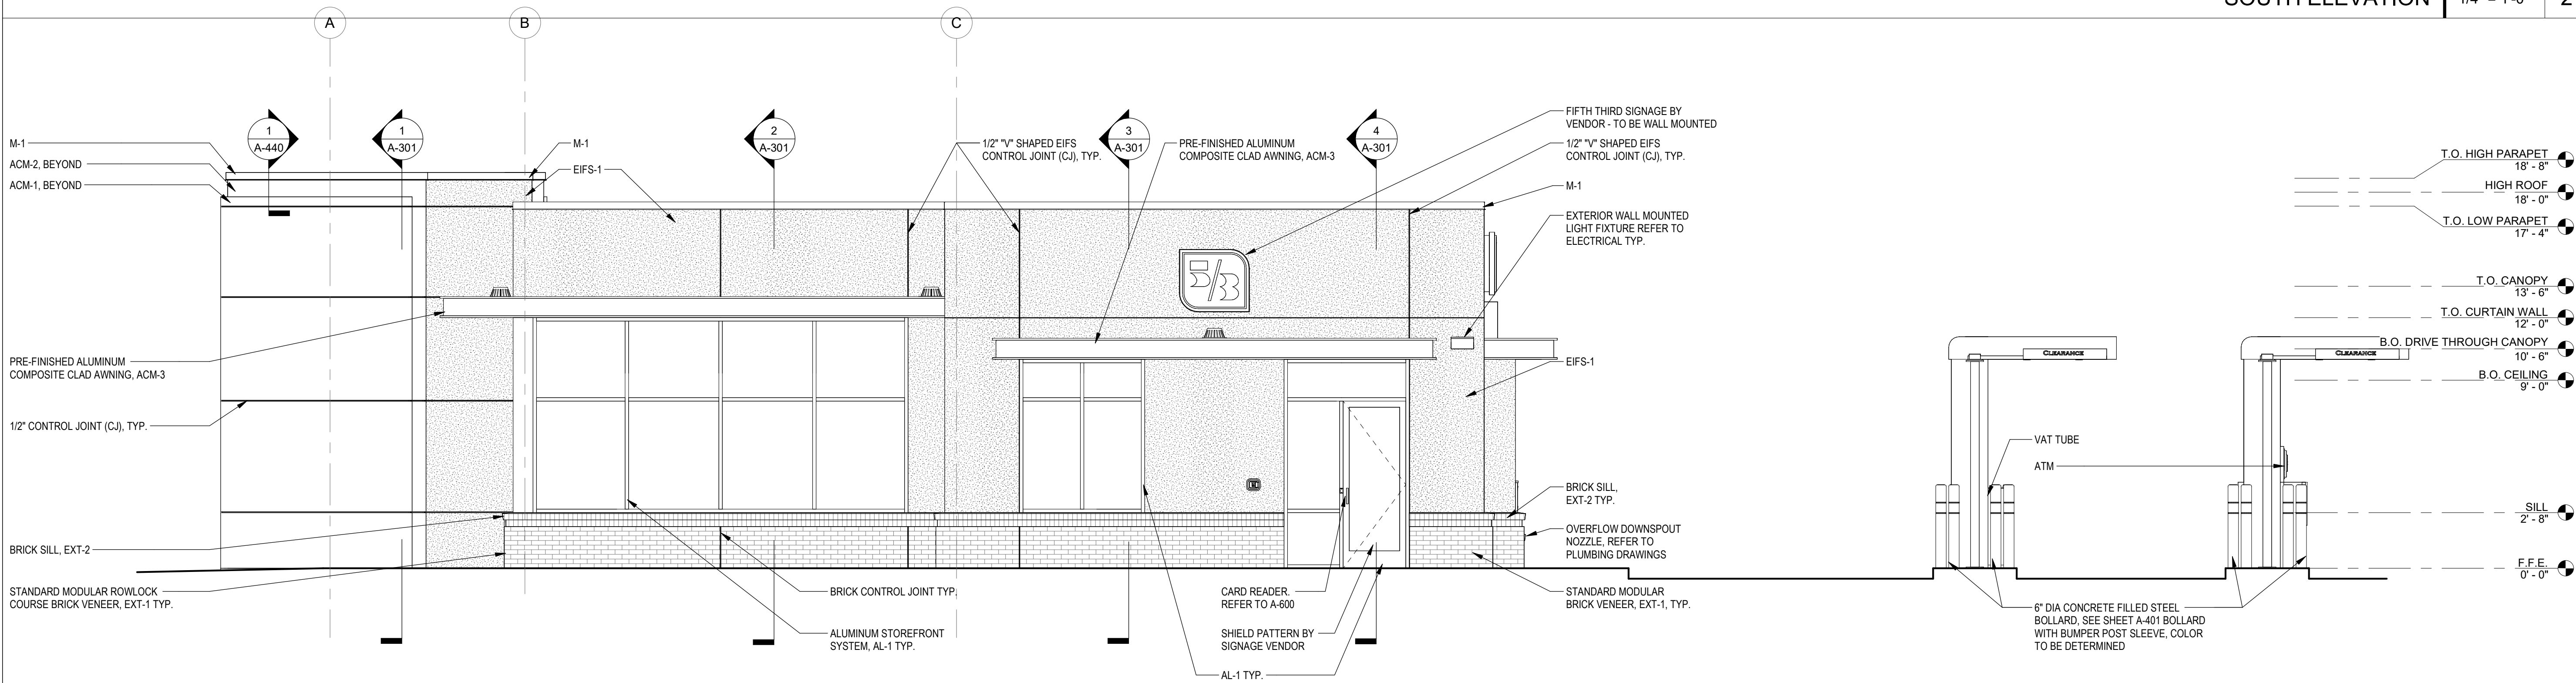 SOUTH ELEVATION
A
B
C
1
A-440
1
A-301
2
A-301
3
A-301
4
A-301
M-1
ACM-2, BEYOND
ACM-1, BEYOND
PRE-FINISHED ALUMINUM
COMPOSITE CLAD AWNING, ACM-3
1/2" CONTROL JOINT (CJ), TYP.
BRICK SILL, EXT-2
STANDARD MODULAR ROWLOCK
COURSE BRICK VENEER, EXT-1 TYP.
M-1
EIFS-1
1/2" "V" SHAPED EIFS
CONTROL JOINT (CJ), TYP.
PRE-FINISHED ALUMINUM
COMPOSITE CLAD AWNING, ACM-3
FIFTH THIRD SIGNAGE BY
VENDOR - TO BE WALL MOUNTED
1/2" "V" SHAPED EIFS
CONTROL JOINT (CJ), TYP.
M-1
EXTERIOR WALL MOUNTED
LIGHT FIXTURE REFER TO
ELECTRICAL TYP.
5/3
EIFS-1
BRICK SILL,
EXT-2 TYP.
OVERFLOW DOWNSPOUT
NOZZLE, REFER TO
PLUMBING DRAWINGS
STANDARD MODULAR
BRICK VENEER, EXT-1, TYP.
BRICK CONTROL JOINT TYP.
ALUMINUM STOREFRONT
SYSTEM, AL-1 TYP.
CARD READER.
REFER TO A-600
SHIELD PATTERN BY
SIGNAGE VENDOR
AL-1 TYP.
CLEARANCE
CLEARANCE
VAT TUBE
ATM
6" DIA CONCRETE FILLED STEEL
BOLLARD, SEE SHEET A-401 BOLLARD
WITH BUMPER POST SLEEVE, COLOR
TO BE DETERMINED
T.O. HIGH PARAPET
18' - 8"
HIGH ROOF
18' - 0"
T.O. LOW PARAPET
17' - 4"
T.O. CANOPY
13' - 6"
T.O. CURTAIN WALL
12' - 0"
B.O. DRIVE THROUGH CANOPY
10' - 6"
B.O. CEILING
9' - 0"
SILL
2' - 8"
F.F.E.
0' - 0"